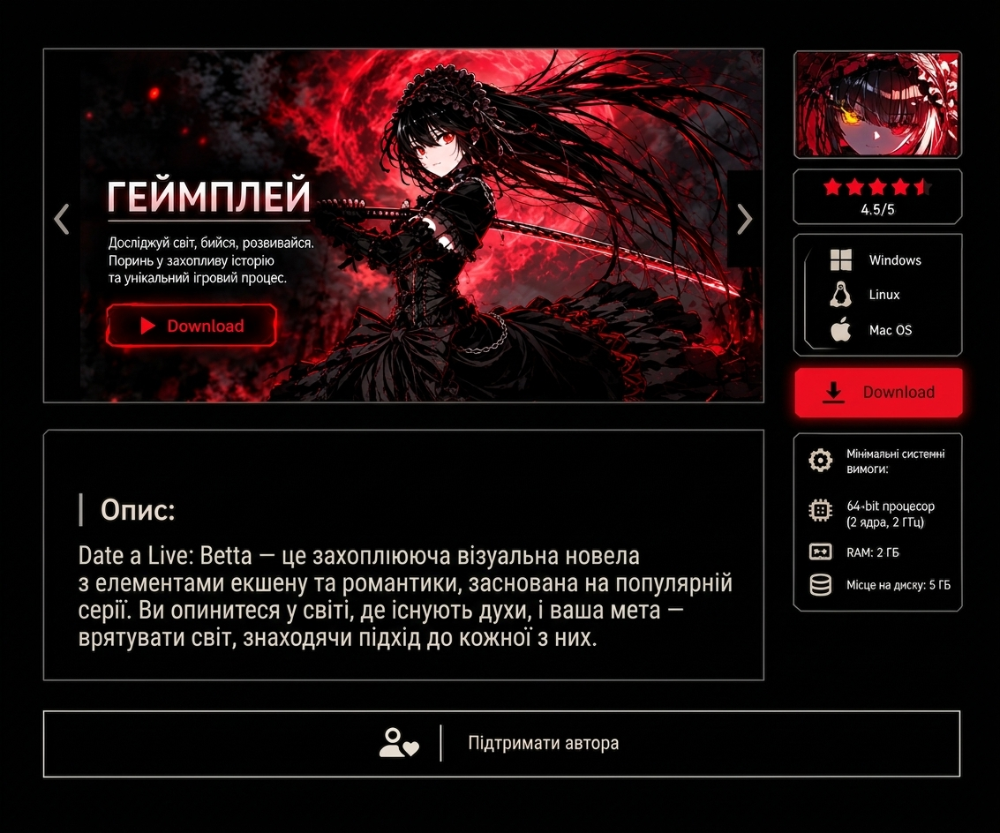 ГЕЙМПЛЕЙ
Досліджуй світ, бийся, розвивайся.
Поринь у захопливу історію
та унікальний ігровий процес.
Download
4.5/5
Windows
Linux
Mac OS
Download
Мінімальні системні
вимоги:
64-bit процесор
(2 ядра, 2 ГГц)
RAM: 2 ГБ
Місце на диску: 5 ГБ
Опис:
Date a Live: Betta — це захоплююча візуальна новела
з елементами екшену та романтики, заснована на популярній
серії. Ви опинитеся у світі, де існують духи, і ваша мета —
врятувати світ, знаходячи підхід до кожної з них.
Підтримати автора